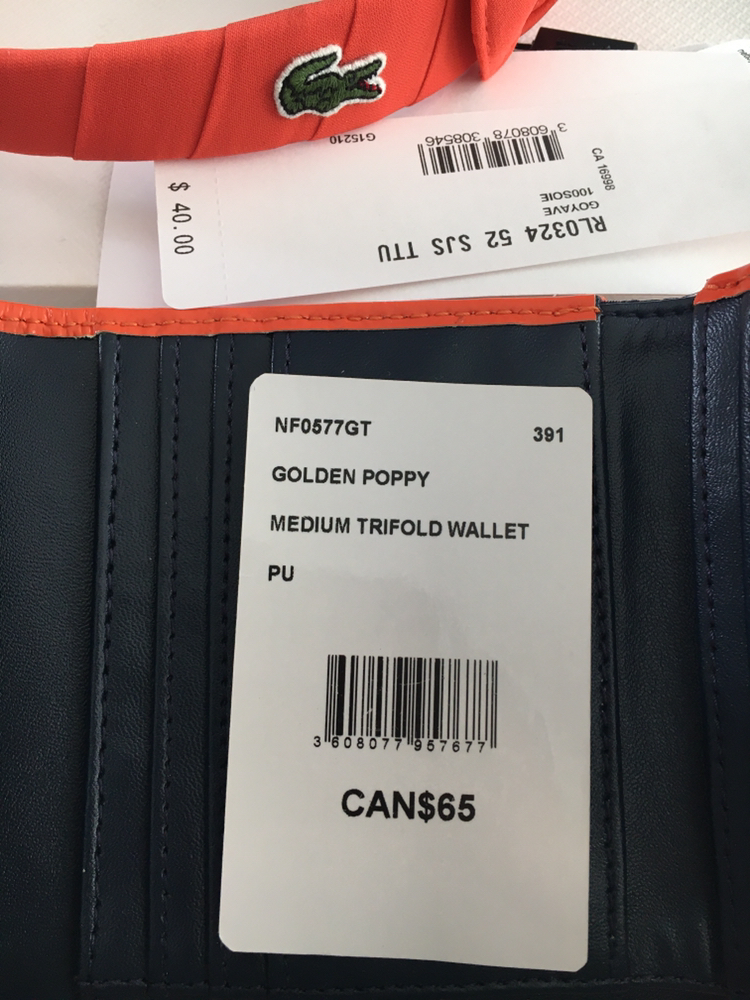 G15210
3 608078 308546
CA 16998
100SOIE
GOYAVE
RL0324 52 SJS TTU
$ 40.00
NF0577GT 391
GOLDEN POPPY
MEDIUM TRIFOLD WALLET
PU
3 608077 957677
CAN$65